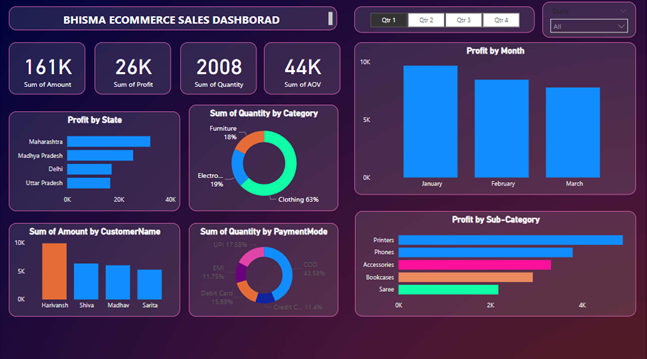 BHISMA ECOMMERCE SALES DASHBORAD
Qtr 1
Qtr 2
Qtr 3
Qtr 4
All
161K
Sum of Amount
26K
Sum of Profit
2008
Sum of Quantity
44K
Sum of AOV
Profit by Month
10K
5K
0K
January
February
March
Profit by State
Maharashtra
Madhya Pradesh
Delhi
Uttar Pradesh
0K
20K
40K
Sum of Quantity by Category
Furniture
18%
Electro...
19%
Clothing 63%
Sum of Amount by CustomerName
10K
5K
0K
Harivansh
Shiva
Madhav
Sarita
Sum of Quantity by PaymentMode
UPI 17.58%
EMI
11.75%
Debit Card
COD
Credit C... 11.4%
Profit by Sub-Category
Printers
Phones
Accessories
Bookcases
Saree
0K
2K
4K